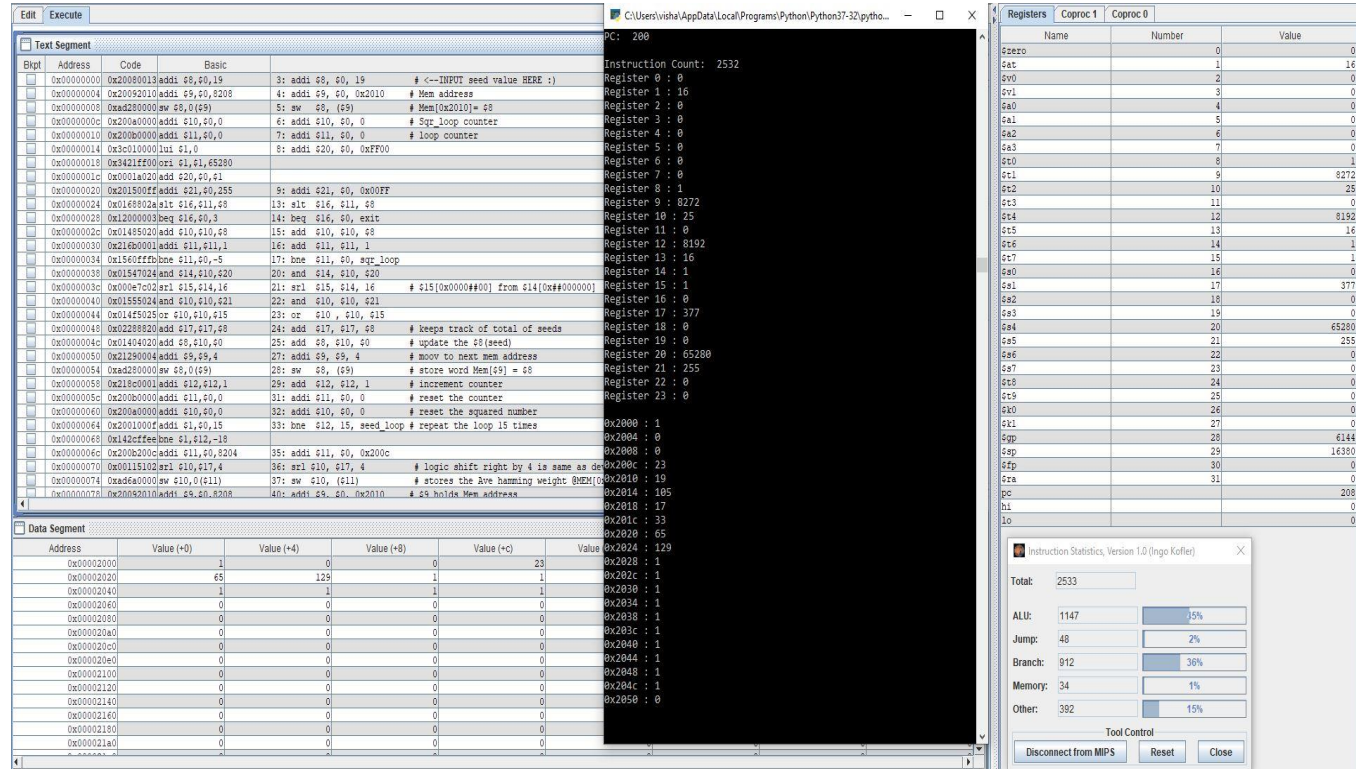 Edit Execute
Text Segment
Bkpt Address Code Basic
0x00000000 0x20080013 addi $8,$0,19 3: addi $8, $0, 19 # <--INPUT seed value HERE :)
0x00000004 0x20092010 addi $9,$0,8208 4: addi $9, $0, 0x2010 # Mem address
0x00000008 0xad280000 sw $8,0($9) 5: sw $8, ($9) # Mem[0x2010]= $8
0x0000000c 0x200a0000 addi $10,$0,0 6: addi $10, $0, 0 # Sqr_loop counter
0x00000010 0x200b0000 addi $11,$0,0 7: addi $11, $0, 0 # loop counter
0x00000014 0x3c010000 lui $1,0 8: addi $20, $0, 0xFF00
0x00000018 0x3421ff00 ori $1,$1,65280
0x0000001c 0x0001a020 add $20,$0,$1
0x00000020 0x201500ff addi $21,$0,255 9: addi $21, $0, 0x00FF
0x00000024 0x0168802a slt $16,$11,$8 13: slt $16, $11, $8
0x00000028 0x12000003 beq $16,$0,3 14: beq $16, $0, exit
0x0000002c 0x01485020 add $10,$10,$8 15: add $10, $10, $8
0x00000030 0x216b0001 addi $11,$11,1 16: add $11, $11, 1
0x00000034 0x1560fffb bne $11,$0,-5 17: bne $11, $0, sqr_loop
0x00000038 0x01547024 and $14,$10,$20 20: and $14, $10, $20
0x0000003c 0x000e7c02 srl $15,$14,16 21: srl $15, $14, 16 # $15[0x0000##00] from $14[0x##000000]
0x00000040 0x01555024 and $10,$10,$21 22: and $10, $10, $21
0x00000044 0x014f5025 or $10,$10,$15 23: or $10 , $10, $15
0x00000048 0x02288820 add $17,$17,$8 24: add $17, $17, $8 # keeps track of total of seeds
0x0000004c 0x01404020 add $8,$10,$0 25: add $8, $10, $0 # update the $8(seed)
0x00000050 0x21290004 addi $9,$9,4 27: addi $9, $9, 4 # moov to next mem address
0x00000054 0xad280000 sw $8,0($9) 28: sw $8, ($9) # store word Mem[$9] = $8
0x00000058 0x218c0001 addi $12,$12,1 29: add $12, $12, 1 # increment counter
0x0000005c 0x200b0000 addi $11,$0,0 31: addi $11, $0, 0 # reset the counter
0x00000060 0x200a0000 addi $10,$0,0 32: addi $10, $0, 0 # reset the squared number
0x00000064 0x2001000f addi $1,$0,15 33: bne $12, 15, seed_loop # repeat the loop 15 times
0x00000068 0x142cffee bne $1,$12,-18
0x0000006c 0x200b200c addi $11,$0,8204 35: addi $11, $0, 0x200c
0x00000070 0x00115102 srl $10,$17,4 36: srl $10, $17, 4 # logic shift right by 4 is same as de
0x00000074 0xad6a0000 sw $10,0($11) 37: sw $10, ($11) # stores the Ave hamming weight @MEM[0
0x00000078 0x20092010 addi $9,$0,8208 40: addi $9, $0, 0x2010 # $9 holds Mem address
Data Segment
Address Value (+0) Value (+4) Value (+8) Value (+c) Value
0x00002000 1 0 0 23
0x00002020 65 129 1 1
0x00002040 1 1 1 1
0x00002060 0 0 0 0
0x00002080 0 0 0 0
0x000020a0 0 0 0 0
0x000020c0 0 0 0 0
0x000020e0 0 0 0 0
0x00002100 0 0 0 0
0x00002120 0 0 0 0
0x00002140 0 0 0 0
0x00002160 0 0 0 0
0x00002180 0 0 0 0
0x000021a0 0 0 0 0
C:\Users\visha\AppData\Local\Programs\Python\Python37-32\pytho...
PC: 200
Instruction Count: 2532
Register 0 : 0
Register 1 : 16
Register 2 : 0
Register 3 : 0
Register 4 : 0
Register 5 : 0
Register 6 : 0
Register 7 : 0
Register 8 : 1
Register 9 : 8272
Register 10 : 25
Register 11 : 0
Register 12 : 8192
Register 13 : 16
Register 14 : 1
Register 15 : 1
Register 16 : 0
Register 17 : 377
Register 18 : 0
Register 19 : 0
Register 20 : 65280
Register 21 : 255
Register 22 : 0
Register 23 : 0
0x2000 : 1
0x2004 : 0
0x2008 : 0
0x200c : 23
0x2010 : 19
0x2014 : 105
0x2018 : 17
0x201c : 33
0x2020 : 65
0x2024 : 129
0x2028 : 1
0x202c : 1
0x2030 : 1
0x2034 : 1
0x2038 : 1
0x203c : 1
0x2040 : 1
0x2044 : 1
0x2048 : 1
0x204c : 1
0x2050 : 0
Registers Coproc 1 Coproc 0
Name Number Value
$zero 0 0
$at 1 16
$v0 2 0
$v1 3 0
$a0 4 0
$a1 5 0
$a2 6 0
$a3 7 0
$t0 8 1
$t1 9 8272
$t2 10 25
$t3 11 0
$t4 12 8192
$t5 13 16
$t6 14 1
$t7 15 1
$s0 16 0
$s1 17 377
$s2 18 0
$s3 19 0
$s4 20 65280
$s5 21 255
$s6 22 0
$s7 23 0
$t8 24 0
$t9 25 0
$k0 26 0
$k1 27 0
$gp 28 6144
$sp 29 16380
$fp 30 0
$ra 31 0
pc 208
hi 0
lo 0
Instruction Statistics, Version 1.0 (Ingo Kofler)
Total: 2533
ALU: 1147 45%
Jump: 48 2%
Branch: 912 36%
Memory: 34 1%
Other: 392 15%
Tool Control
Disconnect from MIPS Reset Close